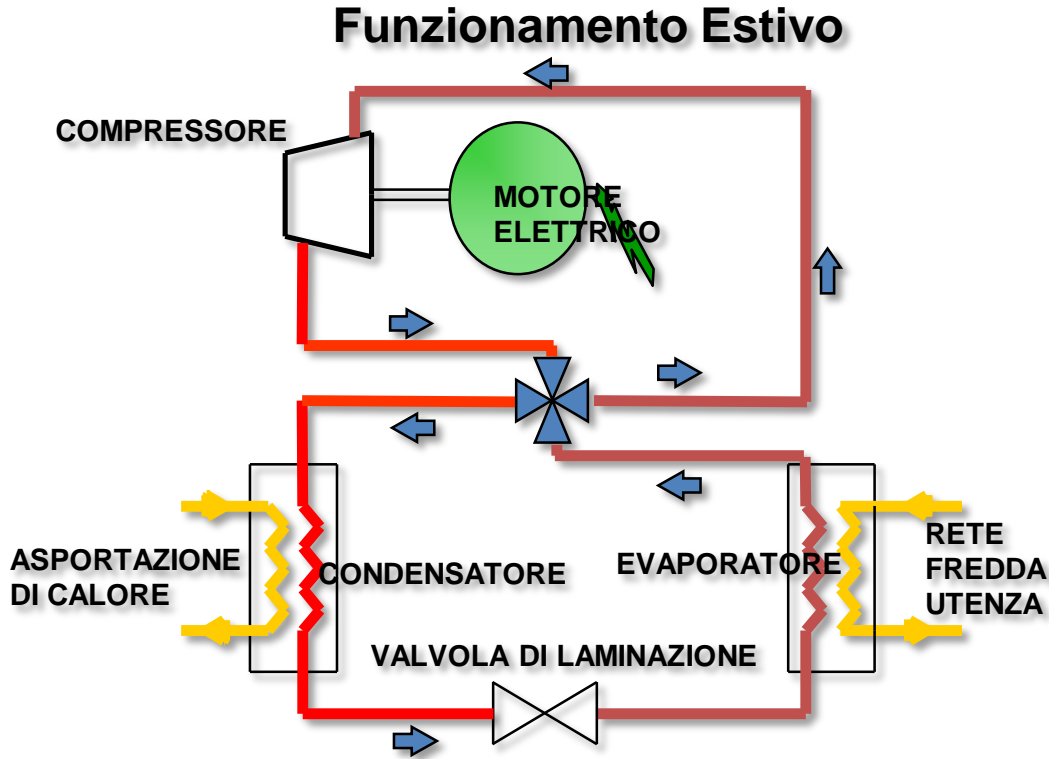 Funzionamento Estivo
COMPRESSORE
MOTORE
ELETTRICO
ASPORTAZIONE
DI CALORE
CONDENSATORE
EVAPORATORE
RETE
FREDDA
UTENZA
VALVOLA DI LAMINAZIONE